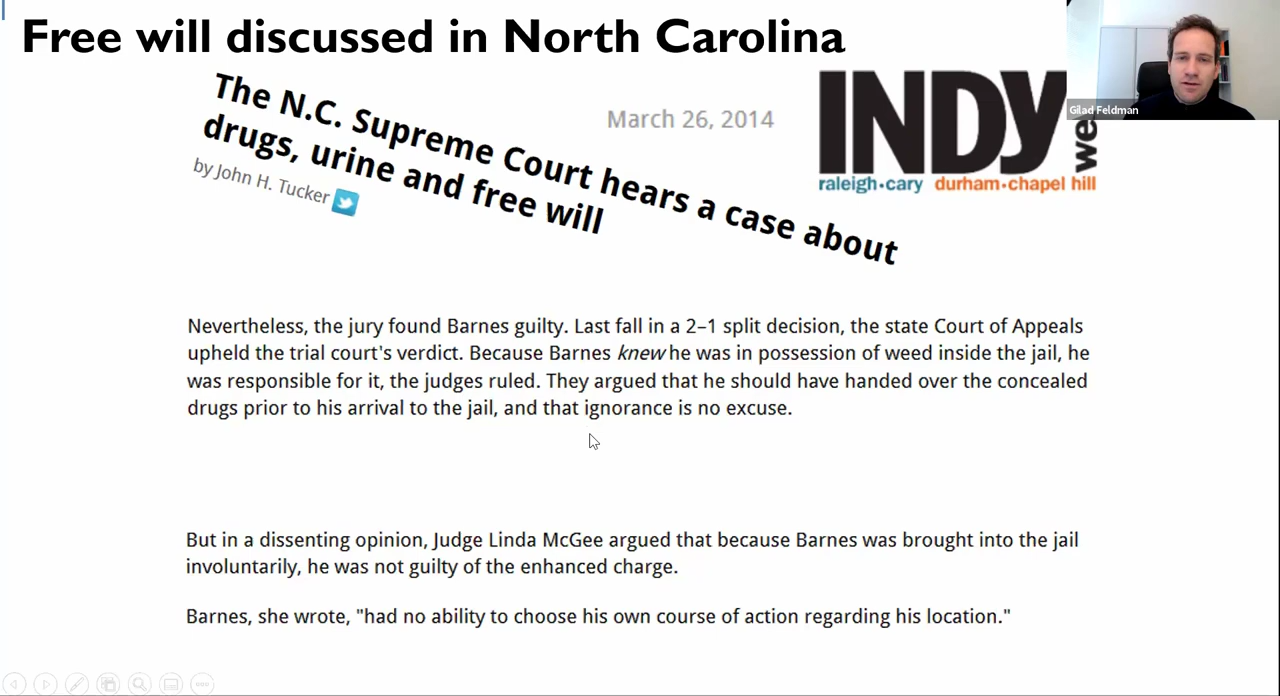 Free will discussed in North Carolina
Gilad Feldman
The N.C. Supreme Court hears a case about
drugs, urine and free will
by John H. Tucker
March 26, 2014
INDY
we
raleigh•cary durham•chapel hill
Nevertheless, the jury found Barnes guilty. Last fall in a 2–1 split decision, the state Court of Appeals
upheld the trial court's verdict. Because Barnes knew he was in possession of weed inside the jail, he
was responsible for it, the judges ruled. They argued that he should have handed over the concealed
drugs prior to his arrival to the jail, and that ignorance is no excuse.
But in a dissenting opinion, Judge Linda McGee argued that because Barnes was brought into the jail
involuntarily, he was not guilty of the enhanced charge.
Barnes, she wrote, "had no ability to choose his own course of action regarding his location."